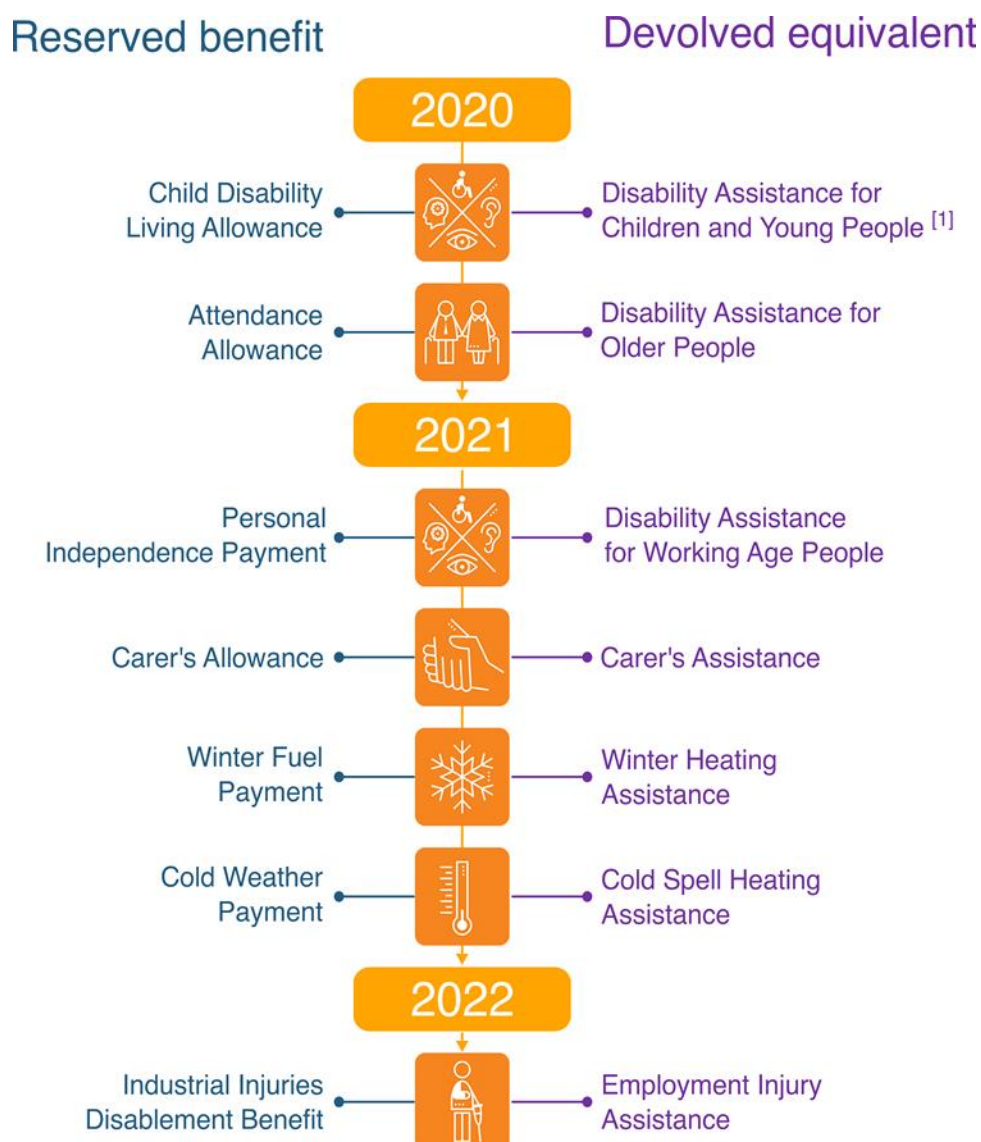 Reserved benefit
Devolved equivalent
2020
Child Disability
Living Allowance
Disability Assistance for
Children and Young People [1]
Attendance
Allowance
Disability Assistance for
Older People
2021
Personal
Independence Payment
Disability Assistance
for Working Age People
Carer's Allowance
Carer's Assistance
Winter Fuel
Payment
Winter Heating
Assistance
Cold Weather
Payment
Cold Spell Heating
Assistance
2022
Industrial Injuries
Disablement Benefit
Employment Injury
Assistance